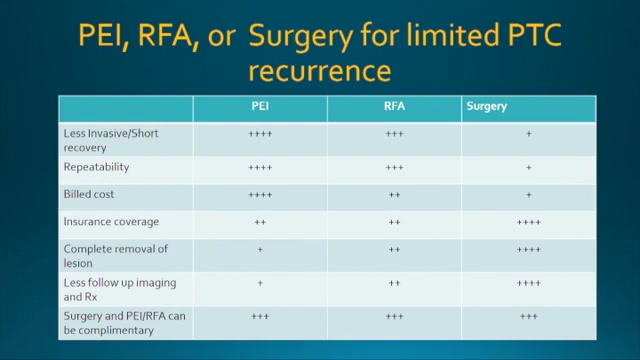 PEI, RFA, or Surgery for limited PTC
recurrence
PEI RFA Surgery
Less Invasive/Short
recovery ++++ +++ +
Repeatability ++++ +++ +
Billed cost ++++ ++ +
Insurance coverage ++ ++ ++++
Complete removal of
lesion + ++ ++++
Less follow up imaging
and Rx + ++ ++++
Surgery and PEI/RFA can
be complimentary +++ +++ +++